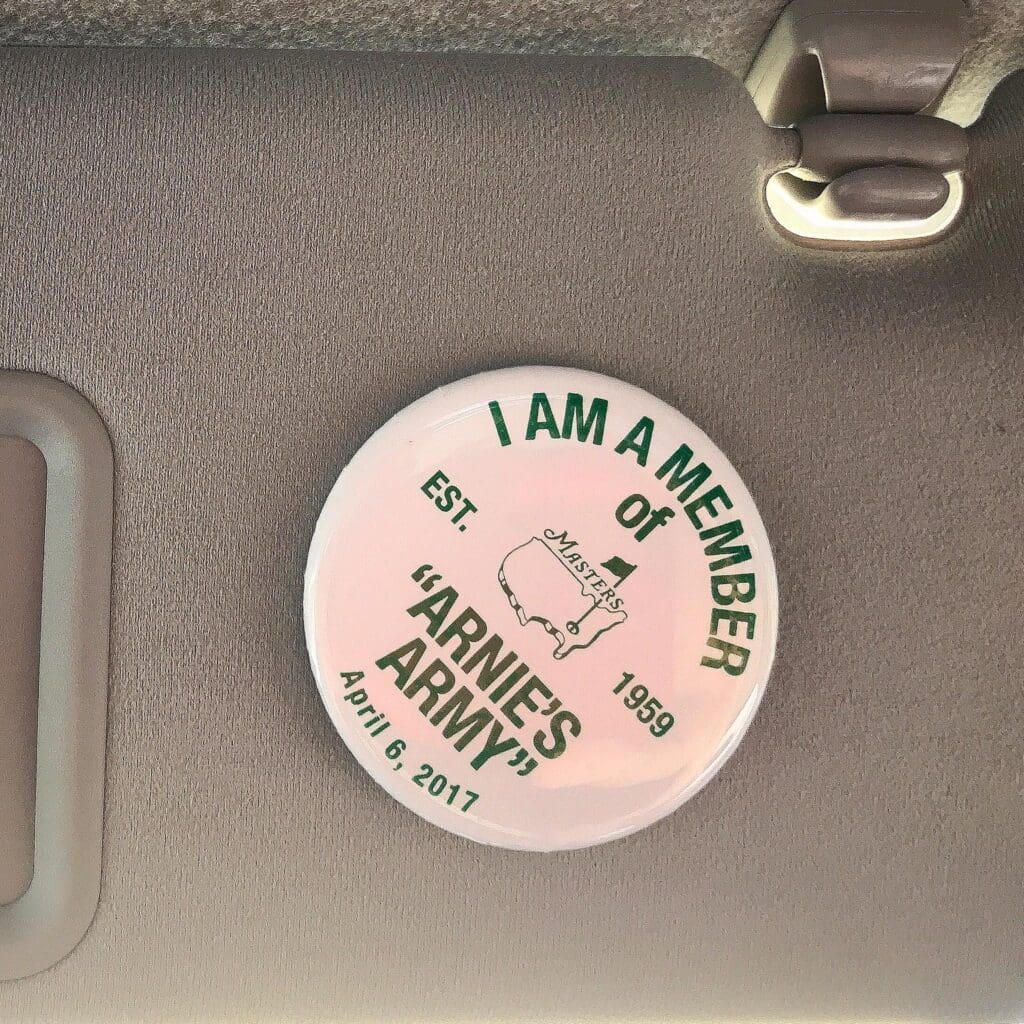 I AM A MEMBER
of
EST. 1959
MASTERS
“ARNIE’S
ARMY”
April 6, 2017